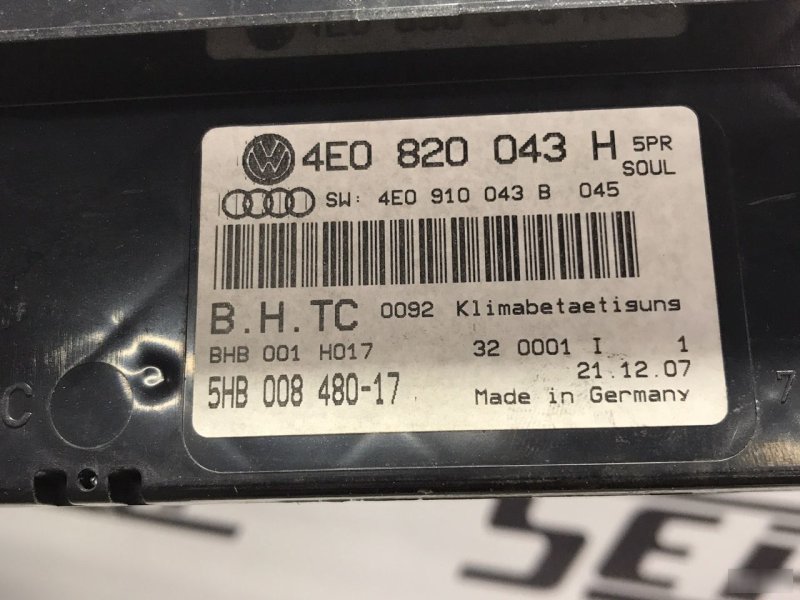 4E0 820 043 H 5PR
SOUL
SW: 4E0 910 043 B 045
B.H.TC 0092 Klimabetaetigung
BHB 001 H017 32 0001 I 1
21.12.07
5HB 008 480-17 Made in Germany
C
7